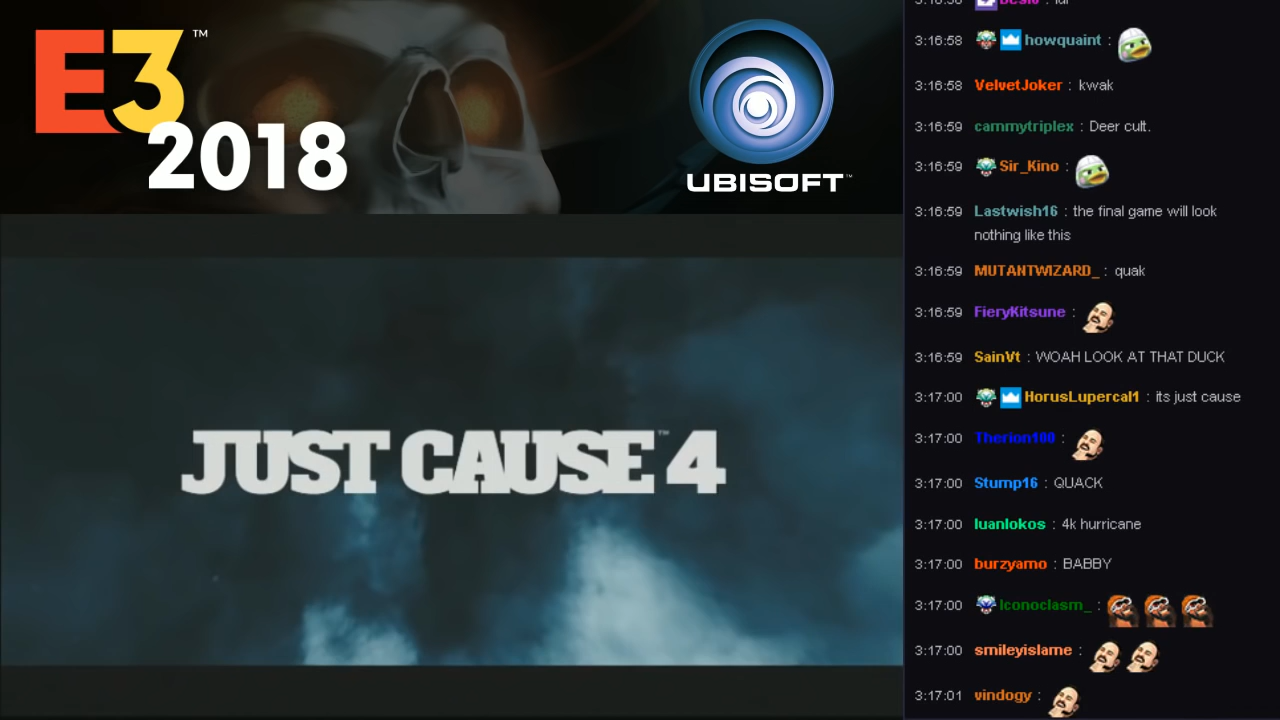 E3™
2018
UBISOFT™
JUST CAUSE™ 4
3:16:58 howquaint :
3:16:58 VelvetJoker : kwak
3:16:59 cammytriplex : Deer cult.
3:16:59 Sir_Kino :
3:16:59 Lastwish16 : the final game will look
nothing like this
3:16:59 MUTANTWIZARD_ : quak
3:16:59 FieryKitsune :
3:16:59 SainVt : WOAH LOOK AT THAT DUCK
3:17:00 HorusLupercal1 : its just cause
3:17:00 Therion100 :
3:17:00 Stump16 : QUACK
3:17:00 luanlokos : 4k hurricane
3:17:00 burzyamo : BABBY
3:17:00 Iconoclasm_ :
3:17:00 smileyislame :
3:17:01 vindogy :